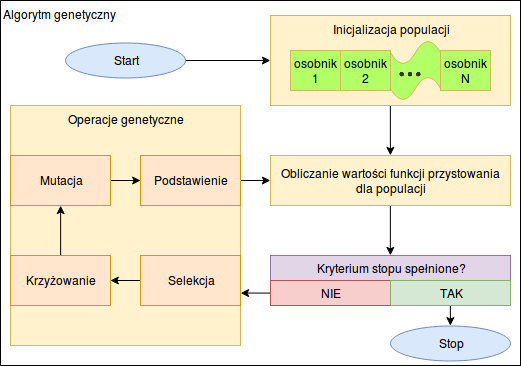 Algorytm genetyczny
Start
Inicjalizacja populacji
osobnik
1
osobnik
2
...
osobnik
N
Operacje genetyczne
Mutacja
Podstawienie
Obliczanie wartości funkcji przystowania
dla populacji
Krzyżowanie
Selekcja
Kryterium stopu spełnione?
NIE
TAK
Stop